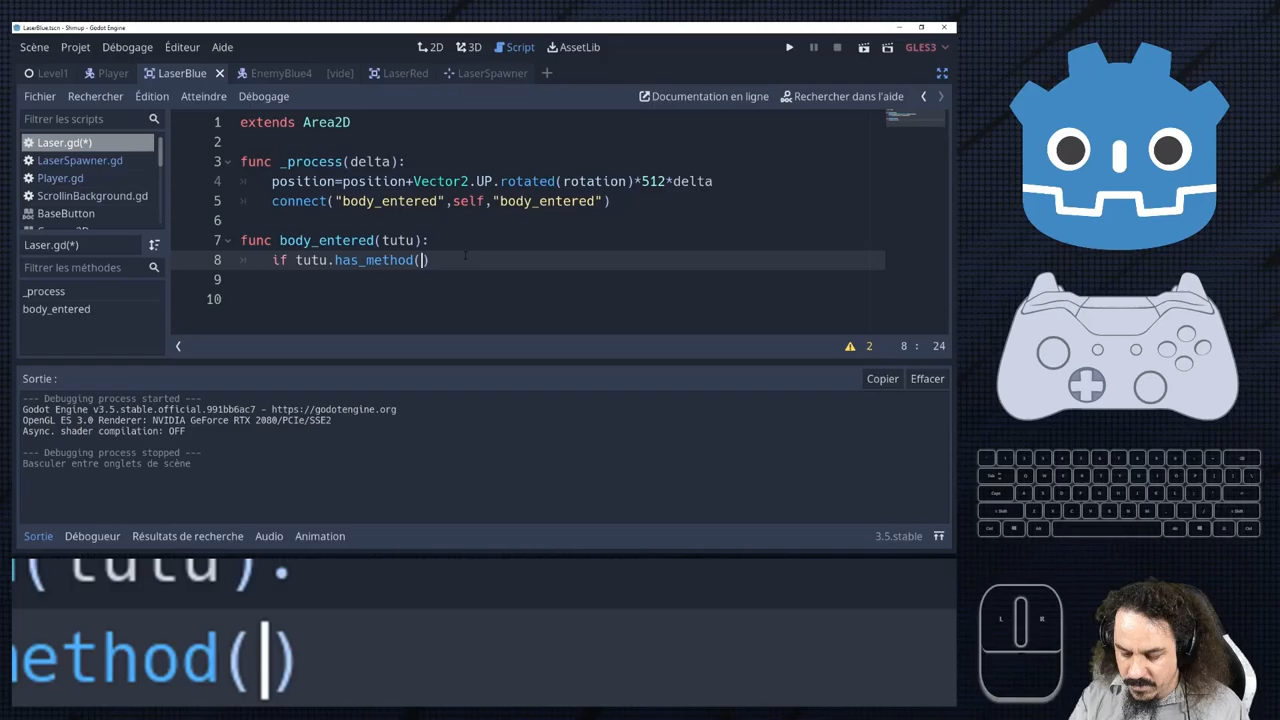 LaserBlue.tscn - Shmup - Godot Engine
Scène Projet Débogage Éditeur Aide 2D 3D Script AssetLib GLES3
Level1 Player LaserBlue EnemyBlue4 [vide] LaserRed LaserSpawner
Fichier Rechercher Édition Atteindre Débogage Documentation en ligne Rechercher dans l'aide
Filtrer les scripts
Laser.gd(*)
LaserSpawner.gd
Player.gd
ScrollinBackground.gd
BaseButton
Laser.gd(*)
Filtrer les méthodes
_process
body_entered
1 extends Area2D
2
3 func _process(delta):
4 position=position+Vector2.UP.rotated(rotation)*512*delta
5 connect("body_entered",self,"body_entered")
6
7 func body_entered(tutu):
8 if tutu.has_method()
9
10
2 8 : 24
Sortie : Copier Effacer
--- Debugging process started ---
Godot Engine v3.5.stable.official.991bb6ac7 - https://godotengine.org
OpenGL ES 3.0 Renderer: NVIDIA GeForce RTX 2080/PCIe/SSE2
Async. shader compilation: OFF
--- Debugging process stopped ---
Basculer entre onglets de scène
Sortie Débogueur Résultats de recherche Audio Animation 3.5.stable
(tutu):
ethod()
L R